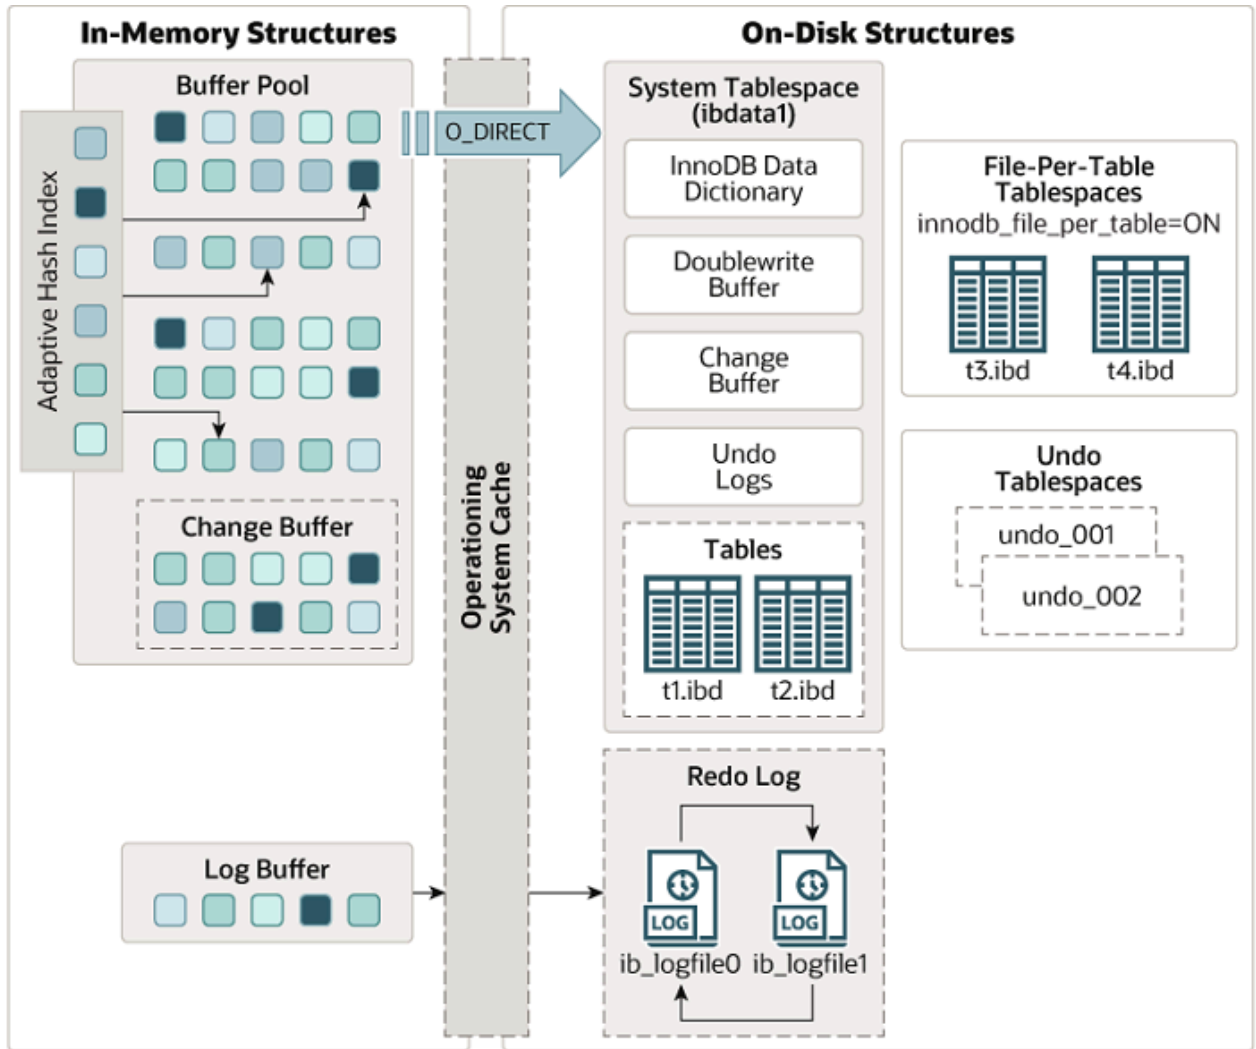 In-Memory Structures
Buffer Pool
Adaptive Hash Index
Change Buffer
Log Buffer
Operationing
System Cache
O_DIRECT
On-Disk Structures
System Tablespace
(ibdata1)
InnoDB Data
Dictionary
Doublewrite
Buffer
Change
Buffer
Undo
Logs
Tables
t1.ibd
t2.ibd
File-Per-Table
Tablespaces
innodb_file_per_table=ON
t3.ibd
t4.ibd
Undo
Tablespaces
undo_001
undo_002
Redo Log
LOG
LOG
ib_logfile0
ib_logfile1